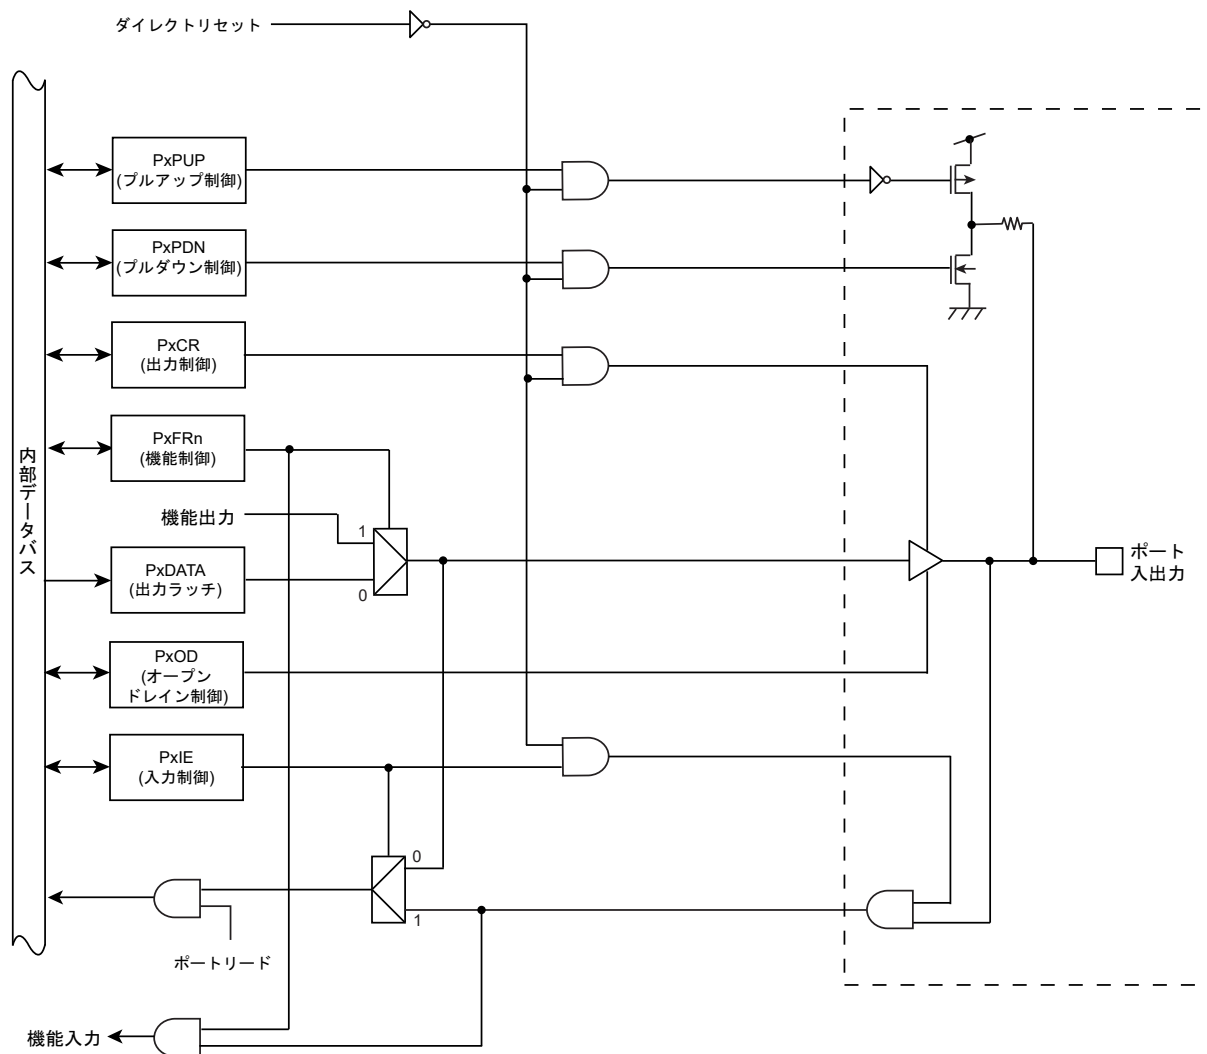 ダイレクトリセット
PxPUP
(プルアップ制御)
PxPDN
(プルダウン制御)
PxCR
(出力制御)
PxFRn
(機能制御)
内部データバス
機能出力
1
0
PxDATA
(出力ラッチ)
ポート
入出力
PxOD
(オープン
ドレイン制御)
PxIE
(入力制御)
0
1
ポートリード
機能入力